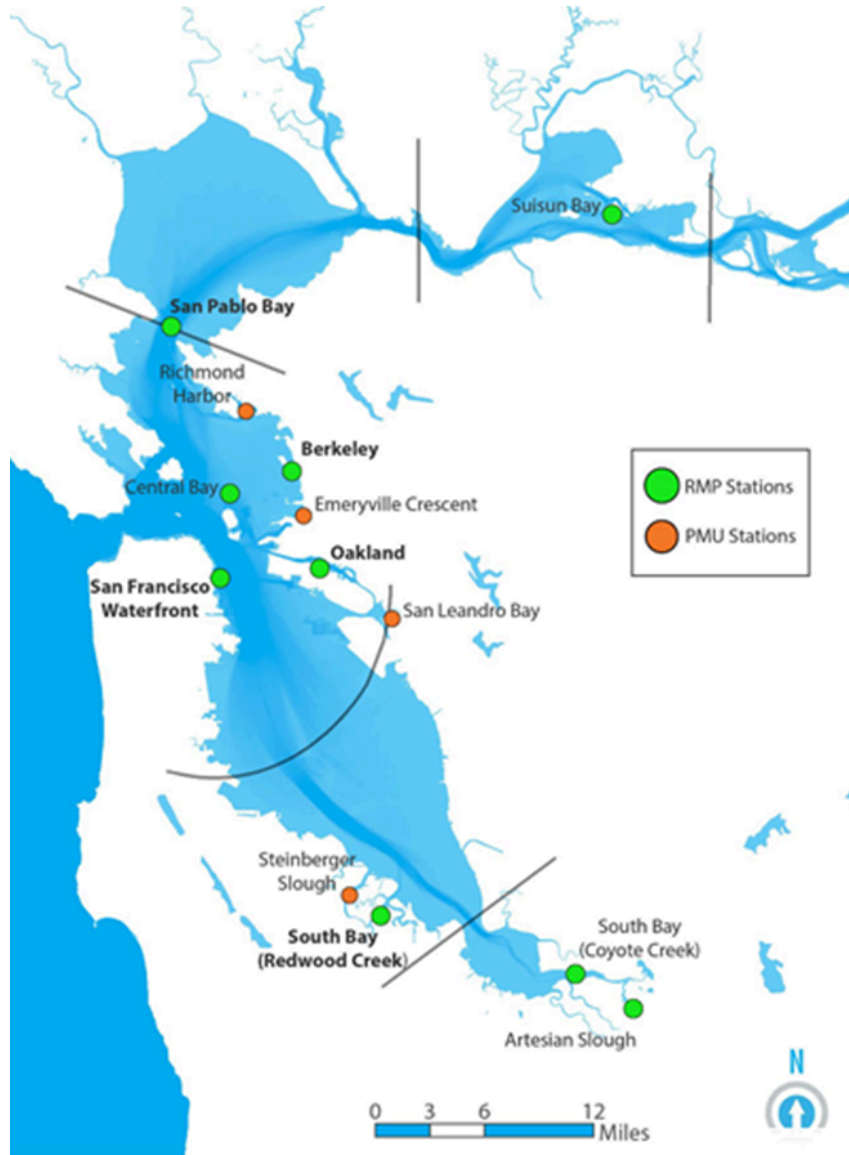 Suisun Bay
San Pablo Bay
Richmond
Harbor
Berkeley
Central Bay
Emeryville Crescent
RMP Stations
PMU Stations
Oakland
San Francisco
Waterfront
San Leandro Bay
Steinberger
Slough
South Bay
(Redwood Creek)
South Bay
(Coyote Creek)
Artesian Slough
N
0 3 6 12
Miles